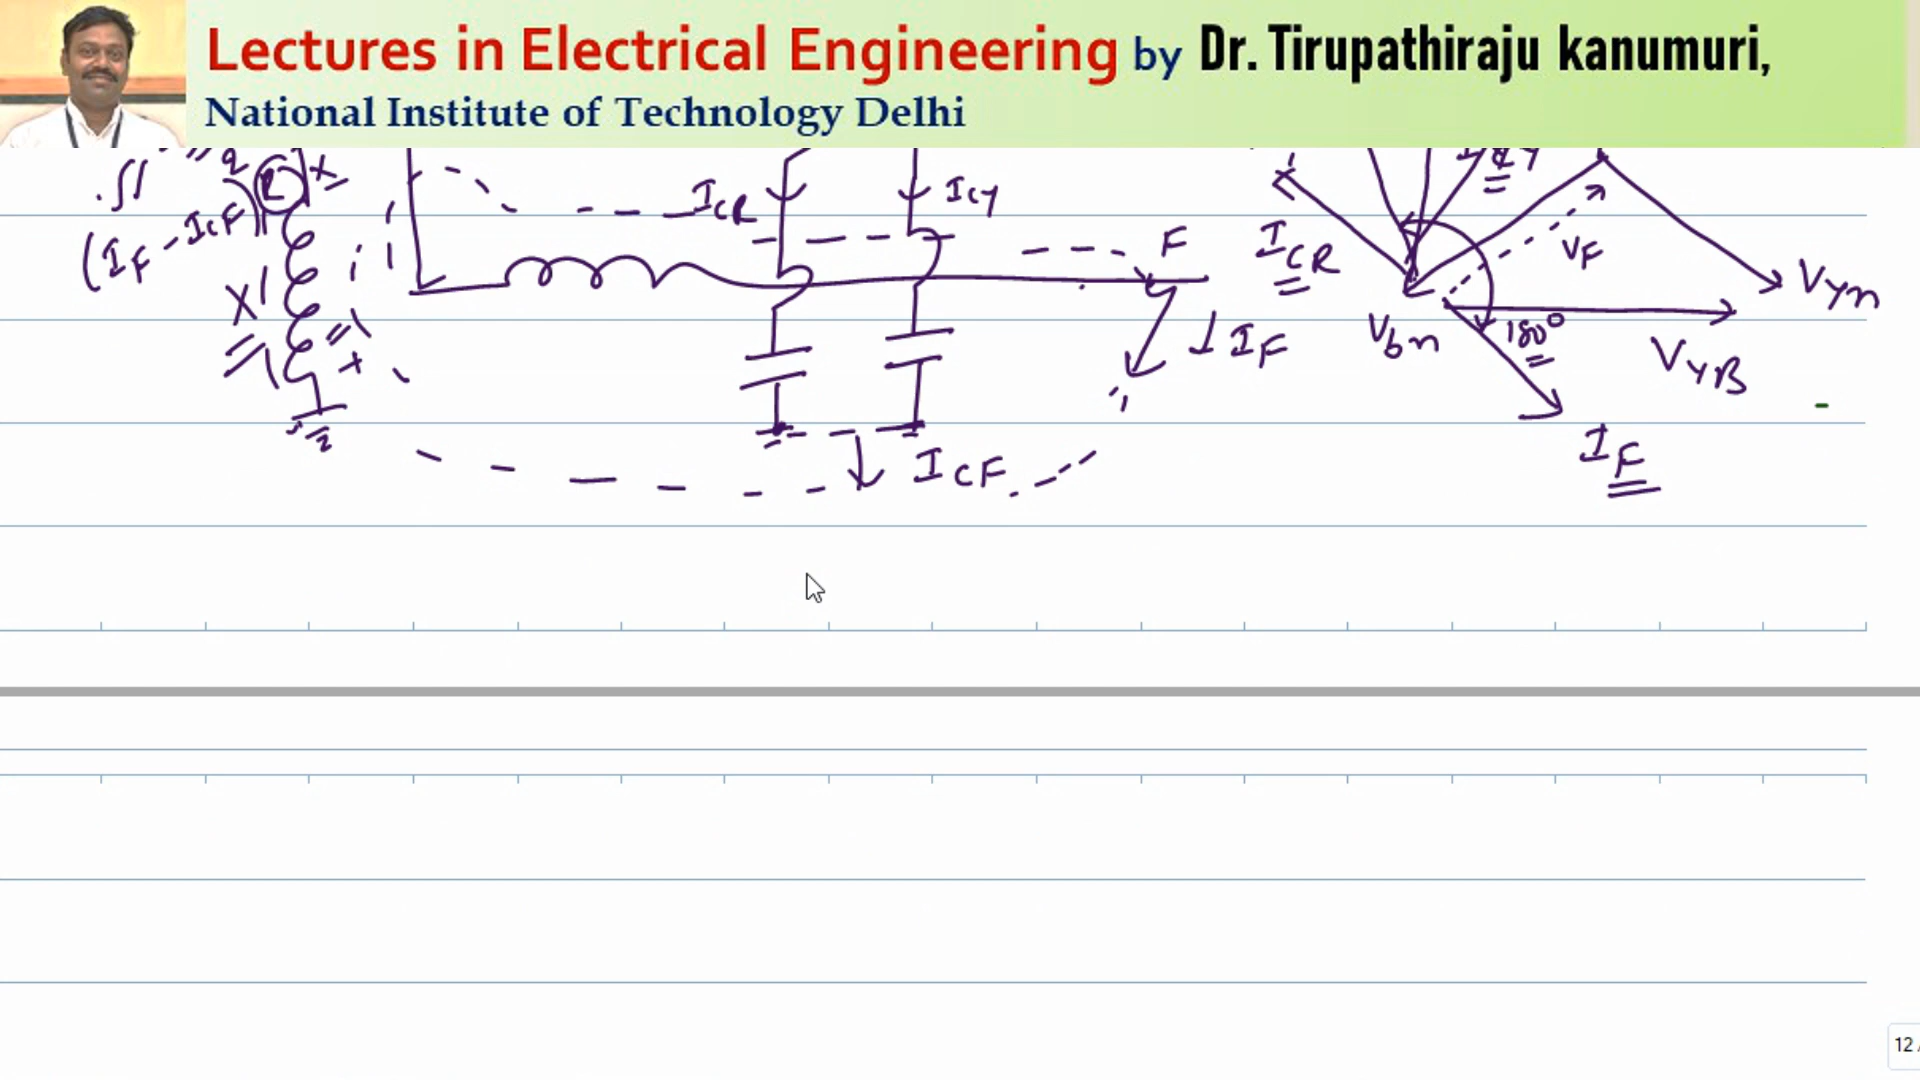 Lectures in Electrical Engineering by Dr. Tirupathiraju kanumuri,
National Institute of Technology Delhi
R
ICR
ICY
F
ICR
VF
Vyn
(IF - ICF)
X
IF
Vbn
180°
VYB
ICF
IF
12